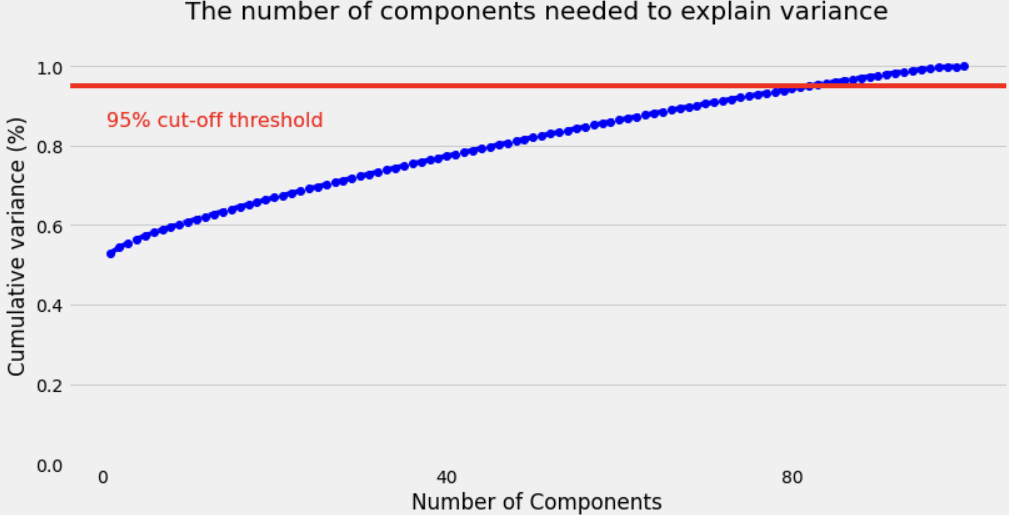 The number of components needed to explain variance
1.0
95% cut-off threshold
0.8
0.6
0.4
0.2
0.0
Cumulative variance (%)
0 40 80
Number of Components